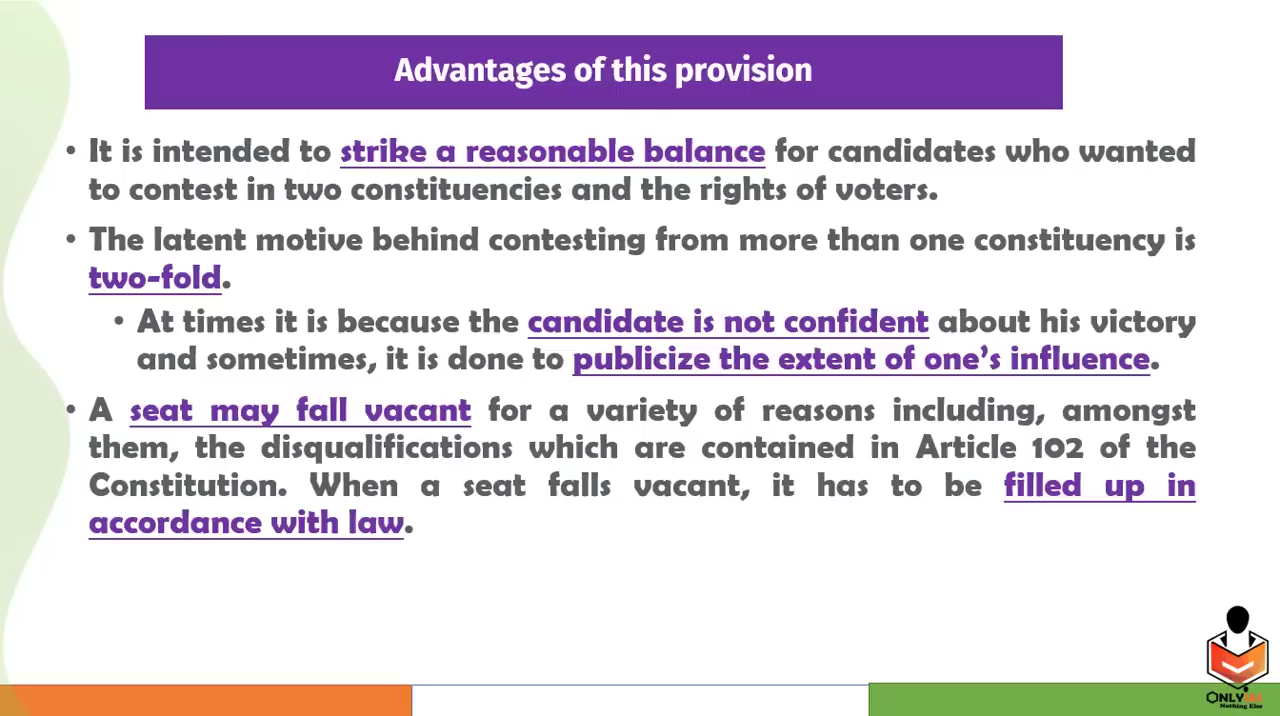 Advantages of this provision
• It is intended to strike a reasonable balance for candidates who wanted
to contest in two constituencies and the rights of voters.
• The latent motive behind contesting from more than one constituency is
two-fold.
• At times it is because the candidate is not confident about his victory
and sometimes, it is done to publicize the extent of one's influence.
• A seat may fall vacant for a variety of reasons including, amongst
them, the disqualifications which are contained in Article 102 of the
Constitution. When a seat falls vacant, it has to be filled up in
accordance with law.
ONLY
Nothing Else